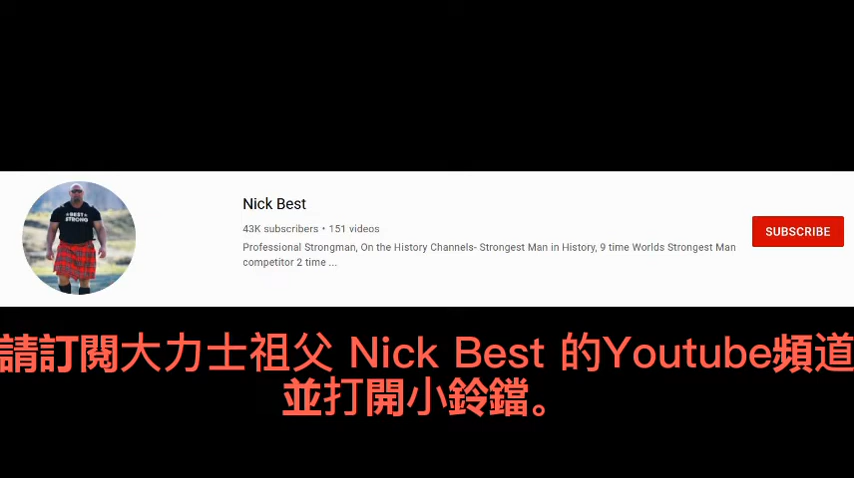 BEST
STRONG
Nick Best
43K subscribers • 151 videos
Professional Strongman, On the History Channels- Strongest Man in History, 9 time Worlds Strongest Man
competitor 2 time ...
SUBSCRIBE
請訂閱大力士祖父 Nick Best 的Youtube頻道
並打開小鈴鐺。